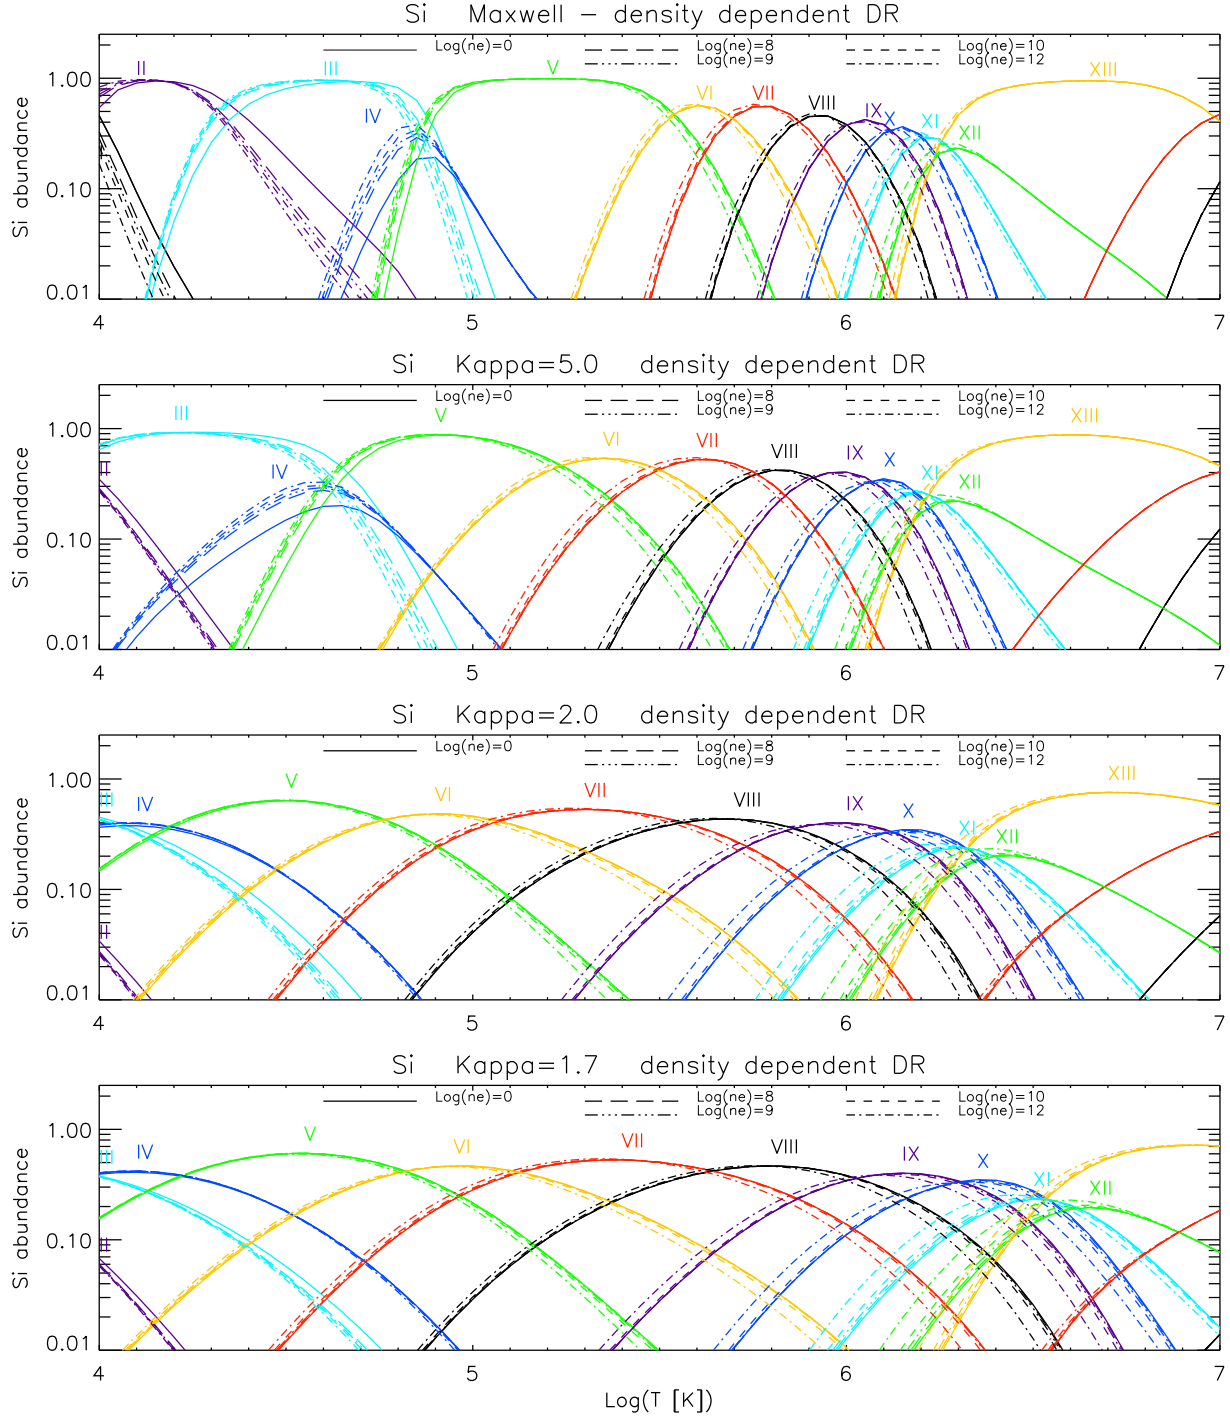 Si Maxwell − density dependent DR
Log(ne)=0 Log(ne)=8 Log(ne)=10
Log(ne)=9 Log(ne)=12
II III IV V VI VII VIII IX X XI XII XIII
Si abundance
1.00
0.10
0.01
4 5 6 7
Si Kappa=5.0 density dependent DR
Log(ne)=0 Log(ne)=8 Log(ne)=10
Log(ne)=9 Log(ne)=12
II III IV V VI VII VIII IX X XI XII XIII
Si abundance
1.00
0.10
0.01
4 5 6 7
Si Kappa=2.0 density dependent DR
Log(ne)=0 Log(ne)=8 Log(ne)=10
Log(ne)=9 Log(ne)=12
II III IV V VI VII VIII IX X XI XII XIII
Si abundance
1.00
0.10
0.01
4 5 6 7
Si Kappa=1.7 density dependent DR
Log(ne)=0 Log(ne)=8 Log(ne)=10
Log(ne)=9 Log(ne)=12
II III IV V VI VII VIII IX X XI XII
Si abundance
1.00
0.10
0.01
4 5 6 7
Log(T [K])